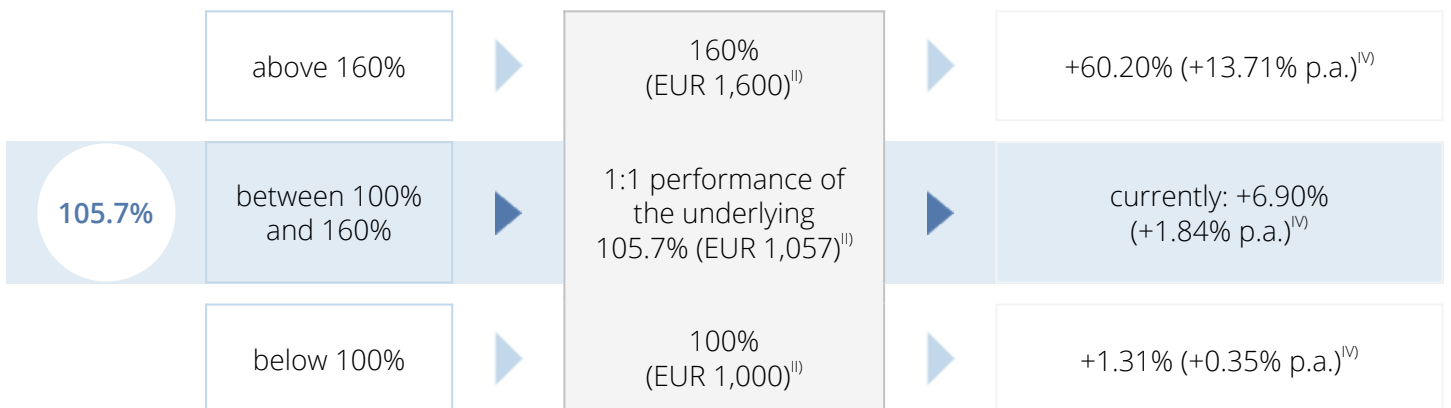 above 160%
160%
(EUR 1,600)II)
+60.20% (+13.71% p.a.)IV)
105.7%
between 100%
and 160%
1:1 performance of
the underlying
105.7% (EUR 1,057)II)
currently: +6.90%
(+1.84% p.a.)IV)
below 100%
100%
(EUR 1,000)II)
+1.31% (+0.35% p.a.)IV)